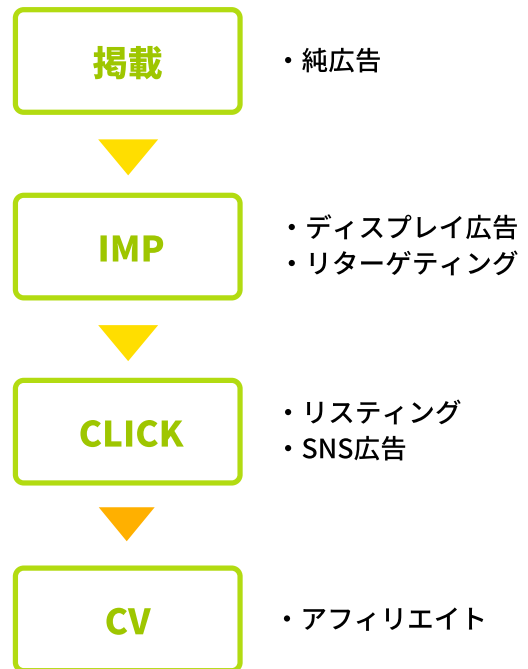 掲載
・純広告
IMP
・ディスプレイ広告
・リターゲティング
CLICK
・リスティング
・SNS広告
CV
・アフィリエイト